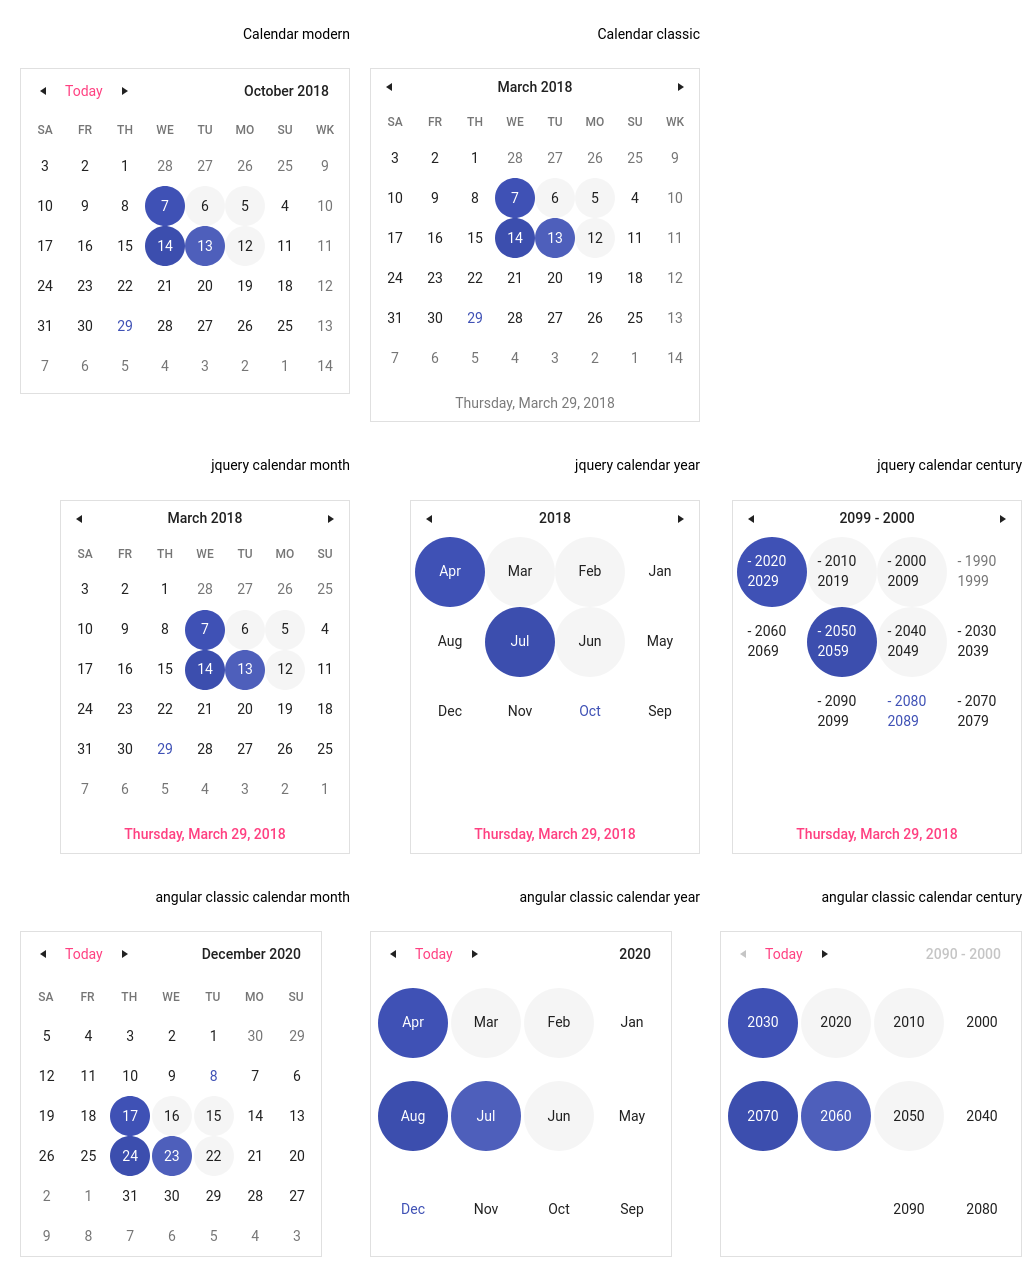 Calendar modern
Today October 2018
SA FR TH WE TU MO SU WK
3 2 1 28 27 26 25 9
10 9 8 7 6 5 4 10
17 16 15 14 13 12 11 11
24 23 22 21 20 19 18 12
31 30 29 28 27 26 25 13
7 6 5 4 3 2 1 14
Calendar classic
March 2018
SA FR TH WE TU MO SU WK
3 2 1 28 27 26 25 9
10 9 8 7 6 5 4 10
17 16 15 14 13 12 11 11
24 23 22 21 20 19 18 12
31 30 29 28 27 26 25 13
7 6 5 4 3 2 1 14
Thursday, March 29, 2018
jquery calendar month
March 2018
SA FR TH WE TU MO SU
3 2 1 28 27 26 25
10 9 8 7 6 5 4
17 16 15 14 13 12 11
24 23 22 21 20 19 18
31 30 29 28 27 26 25
7 6 5 4 3 2 1
Thursday, March 29, 2018
jquery calendar year
2018
Apr Mar Feb Jan
Aug Jul Jun May
Dec Nov Oct Sep
Thursday, March 29, 2018
jquery calendar century
2099 - 2000
- 2020 - 2010 - 2000 - 1990
2029 2019 2009 1999
- 2060 - 2050 - 2040 - 2030
2069 2059 2049 2039
- 2090 - 2080 - 2070
2099 2089 2079
Thursday, March 29, 2018
angular classic calendar month
Today December 2020
SA FR TH WE TU MO SU
5 4 3 2 1 30 29
12 11 10 9 8 7 6
19 18 17 16 15 14 13
26 25 24 23 22 21 20
2 1 31 30 29 28 27
9 8 7 6 5 4 3
angular classic calendar year
Today 2020
Apr Mar Feb Jan
Aug Jul Jun May
Dec Nov Oct Sep
angular classic calendar century
Today 2090 - 2000
2030 2020 2010 2000
2070 2060 2050 2040
2090 2080